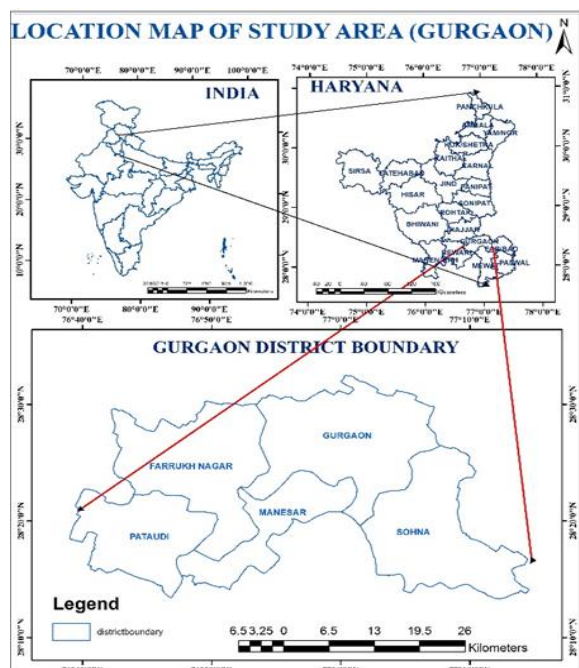 LOCATION MAP OF STUDY AREA (GURGAON)
N
70°0'0"E 80°0'0"E 90°0'0"E 100°0'0"E
INDIA
30°0'0"N
20°0'0"N
10°0'0"N
Kilometers
70°0'0"E 80°0'0"E 90°0'0"E
74°0'0"E 75°0'0"E 76°0'0"E 77°0'0"E 78°0'0"E
HARYANA
31°0'0"N
30°0'0"N
29°0'0"N
28°0'0"N
PANCHKULA
AMBALA
KAITHAL
KARNAL
SIRSA
FATEHABAD
HISAR
JIND
PANIPAT
SONIPAT
ROHTAK
BHIWANI
JHAJJAR
GURGAON
REWARI
PALWAL
Kilometers
74°0'0"E 75°0'0"E 76°0'0"E 77°0'0"E 78°0'0"E
76°40'0"E 76°50'0"E 77°0'0"E 77°10'0"E
GURGAON DISTRICT BOUNDARY
28°30'0"N
28°20'0"N
28°10'0"N
GURGAON
FARRUKH NAGAR
MANESAR
PATAUDI
SOHNA
Legend
districtboundary
6.5 3.25 0 6.5 13 19.5 26
Kilometers